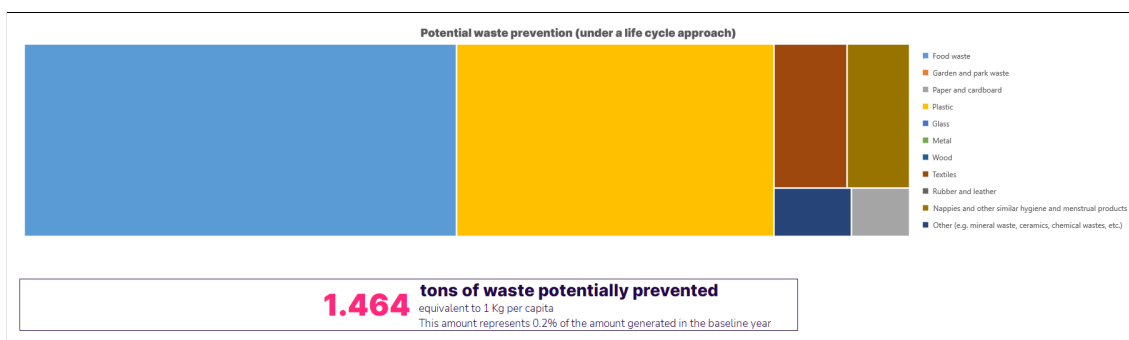 Potential waste prevention (under a life cycle approach)
Food waste
Garden and park waste
Paper and cardboard
Plastic
Glass
Metal
Wood
Textiles
Rubber and leather
Nappies and other similar hygiene and menstrual products
Other (e.g. mineral waste, ceramics, chemical wastes, etc.)
1.464 tons of waste potentially prevented
equivalent to 1 Kg per capita
This amount represents 0.2% of the amount generated in the baseline year